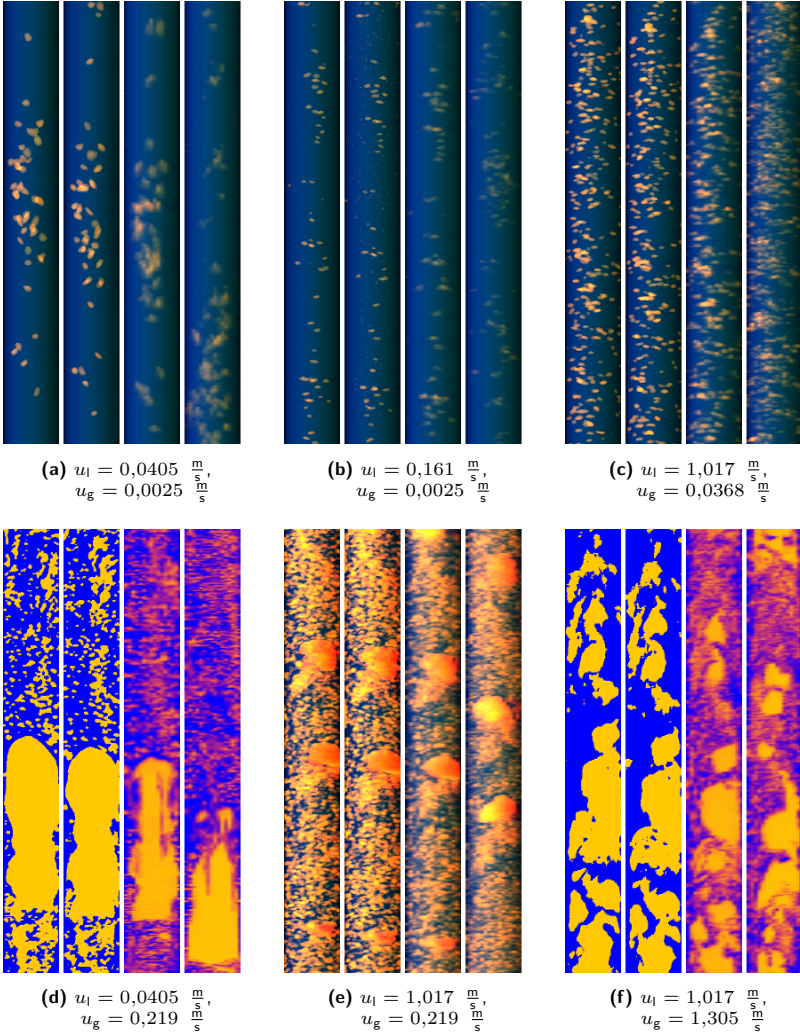 (a) u_l = 0,0405 m/s,
u_g = 0,0025 m/s
(b) u_l = 0,161 m/s,
u_g = 0,0025 m/s
(c) u_l = 1,017 m/s,
u_g = 0,0368 m/s
(d) u_l = 0,0405 m/s,
u_g = 0,219 m/s
(e) u_l = 1,017 m/s,
u_g = 0,219 m/s
(f) u_l = 1,017 m/s,
u_g = 1,305 m/s